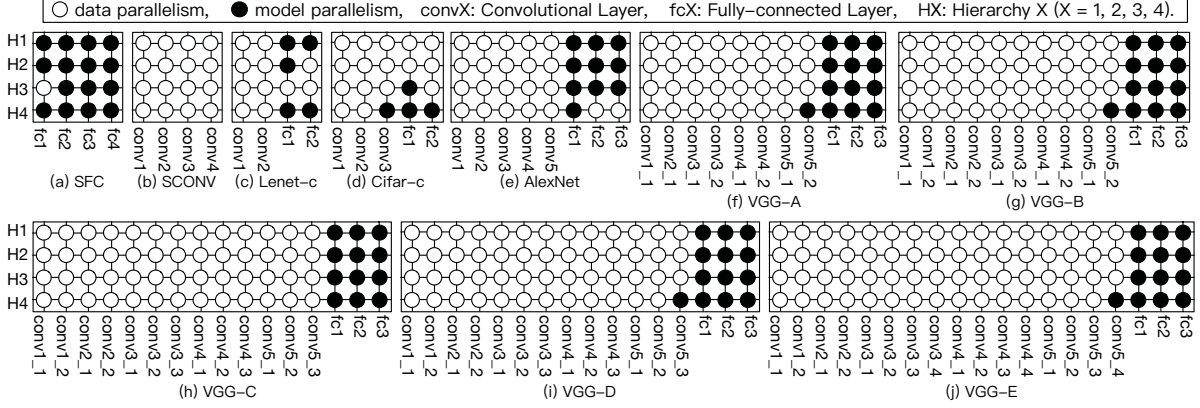 data parallelism, model parallelism, convX: Convolutional Layer, fcX: Fully-connected Layer, HX: Hierarchy X (X = 1, 2, 3, 4).
H1
H2
H3
H4
fc1 fc2 fc3 fc4
(a) SFC
conv1 conv2 conv3 conv4
(b) SCONV
conv1 conv2 fc1 fc2
(c) Lenet-c
conv1 conv2 conv3 fc1 fc2
(d) Cifar-c
conv1 conv2 conv3 conv4 conv5 fc1 fc2 fc3
(e) AlexNet
conv1_1 conv2_1 conv3_1 conv3_2 conv4_1 conv4_2 conv5_1 conv5_2 fc1 fc2 fc3
(f) VGG-A
conv1_1 conv1_2 conv2_1 conv2_2 conv3_1 conv3_2 conv4_1 conv4_2 conv5_1 conv5_2 fc1 fc2 fc3
(g) VGG-B
H1
H2
H3
H4
conv1_1 conv1_2 conv2_1 conv2_2 conv3_1 conv3_2 conv3_3 conv4_1 conv4_2 conv4_3 conv5_1 conv5_2 conv5_3 fc1 fc2 fc3
(h) VGG-C
conv1_1 conv1_2 conv2_1 conv2_2 conv3_1 conv3_2 conv3_3 conv4_1 conv4_2 conv4_3 conv5_1 conv5_2 conv5_3 fc1 fc2 fc3
(i) VGG-D
conv1_1 conv1_2 conv2_1 conv2_2 conv3_1 conv3_2 conv3_3 conv3_4 conv4_1 conv4_2 conv4_3 conv4_4 conv5_1 conv5_2 conv5_3 conv5_4 fc1 fc2 fc3
(j) VGG-E